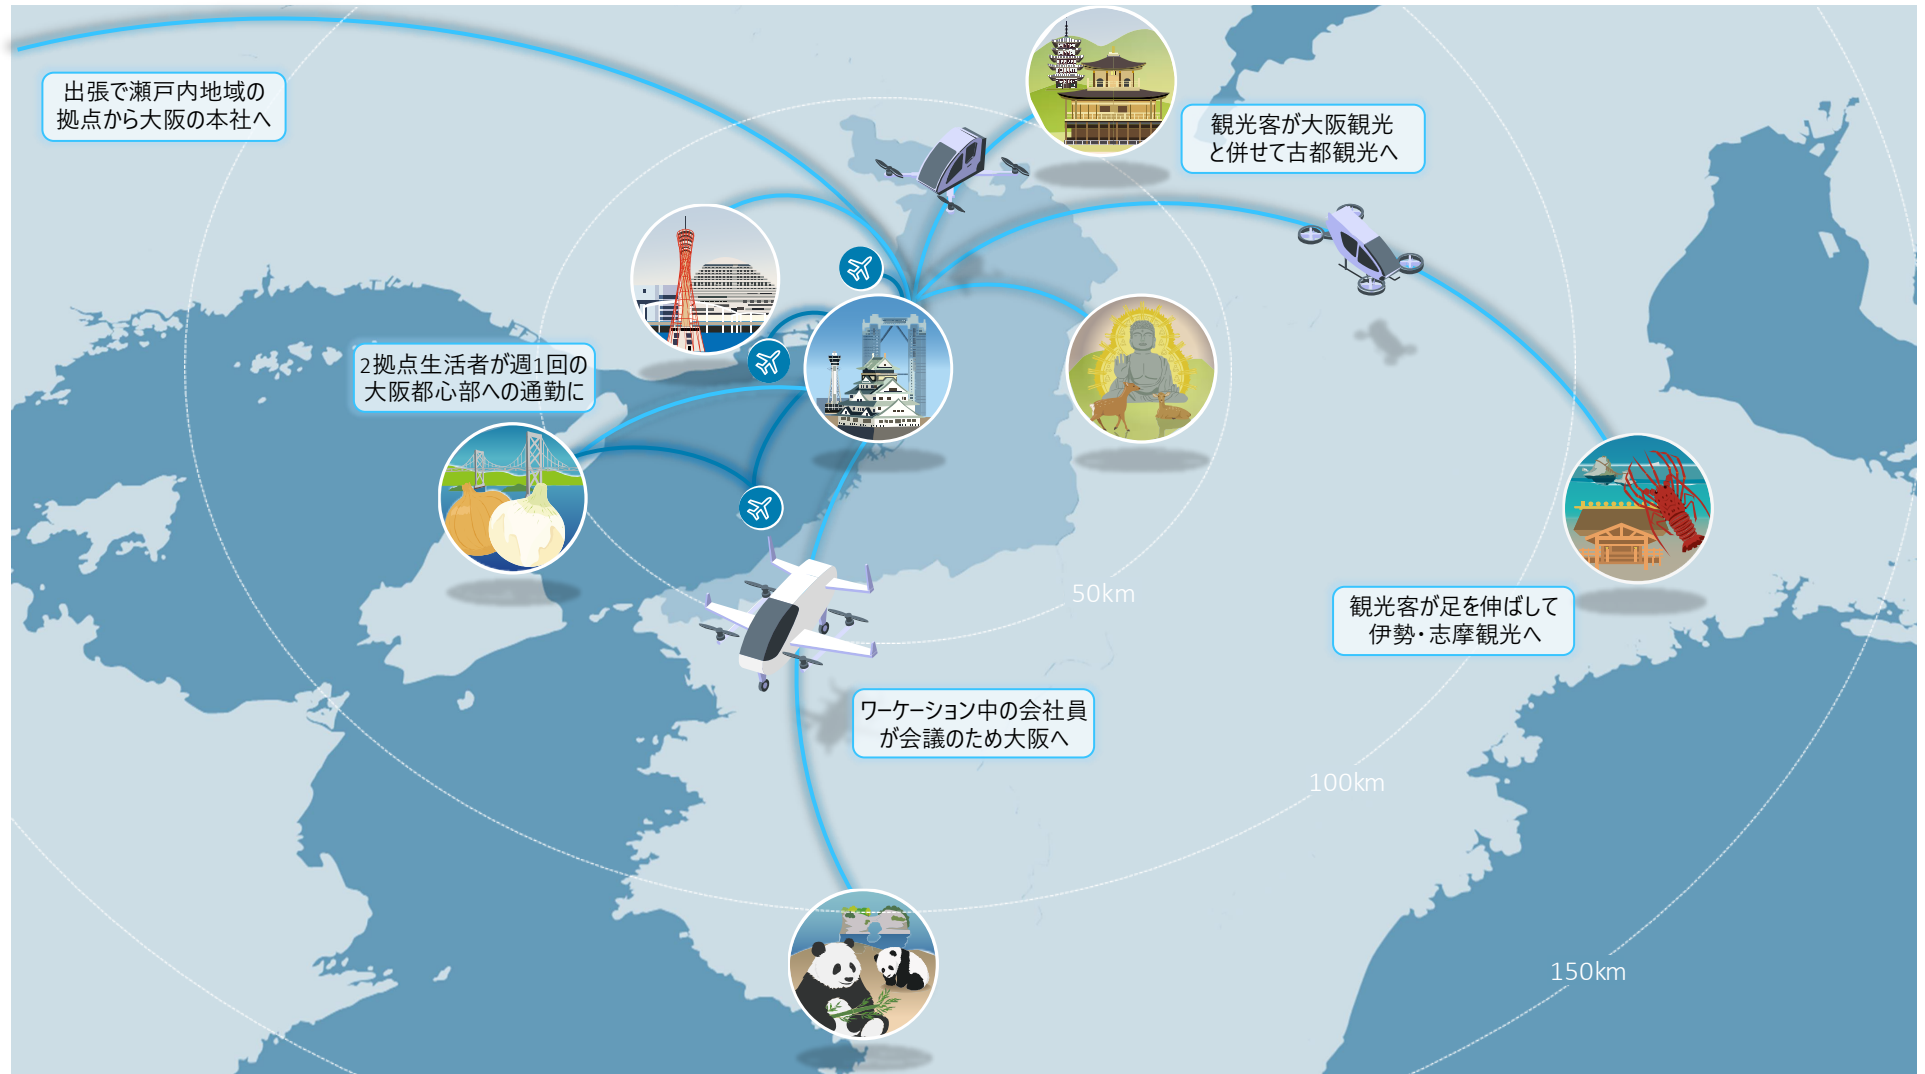 出張で瀬戸内地域の
拠点から大阪の本社へ
観光客が大阪観光
と併せて古都観光へ
2拠点生活者が週1回の
大阪都心部への通勤に
50km
観光客が足を伸ばして
伊勢・志摩観光へ
ワーケーション中の会社員
が会議のため大阪へ
100km
150km